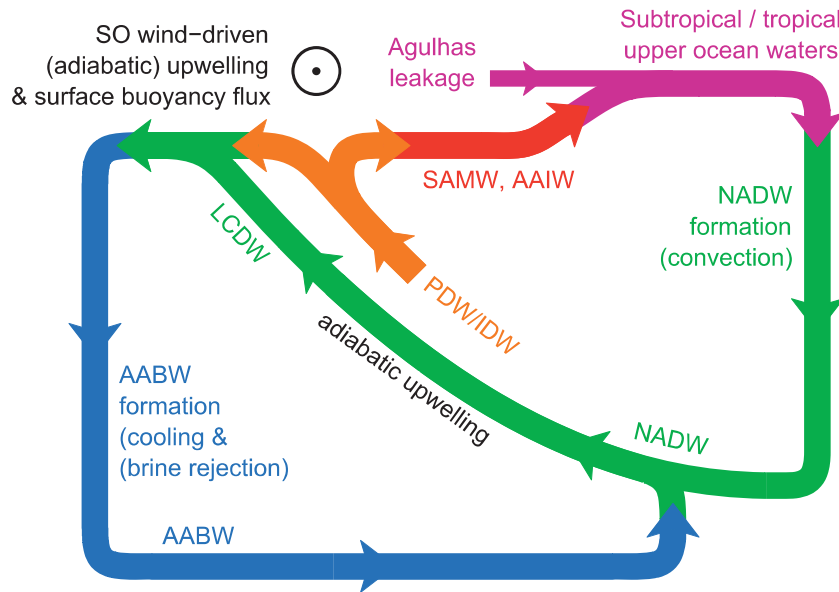 SO wind−driven
(adiabatic) upwelling
& surface buoyancy flux
Agulhas
leakage
Subtropical / tropical
upper ocean waters
SAMW, AAIW
NADW
formation
(convection)
LCDW
PDW/IDW
adiabatic upwelling
AABW
formation
(cooling &
(brine rejection)
NADW
AABW